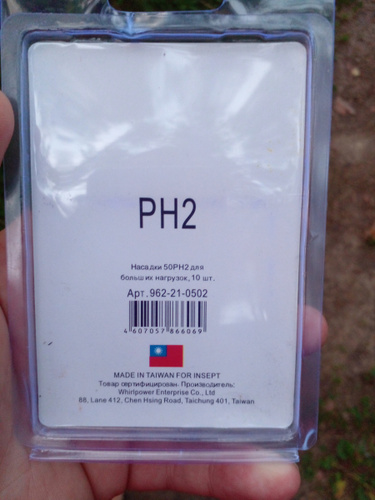 PH2
Насадки 50PH2 для
больших нагрузок, 10 шт.
Арт. 962-21-0502
4 607057 866069
MADE IN TAIWAN FOR INSEPT
Товар сертифицирован. Производитель:
Whirlpower Enterprise Co., Ltd
88, Lane 412, Chen Hsing Road, Taichung 401, Taiwan